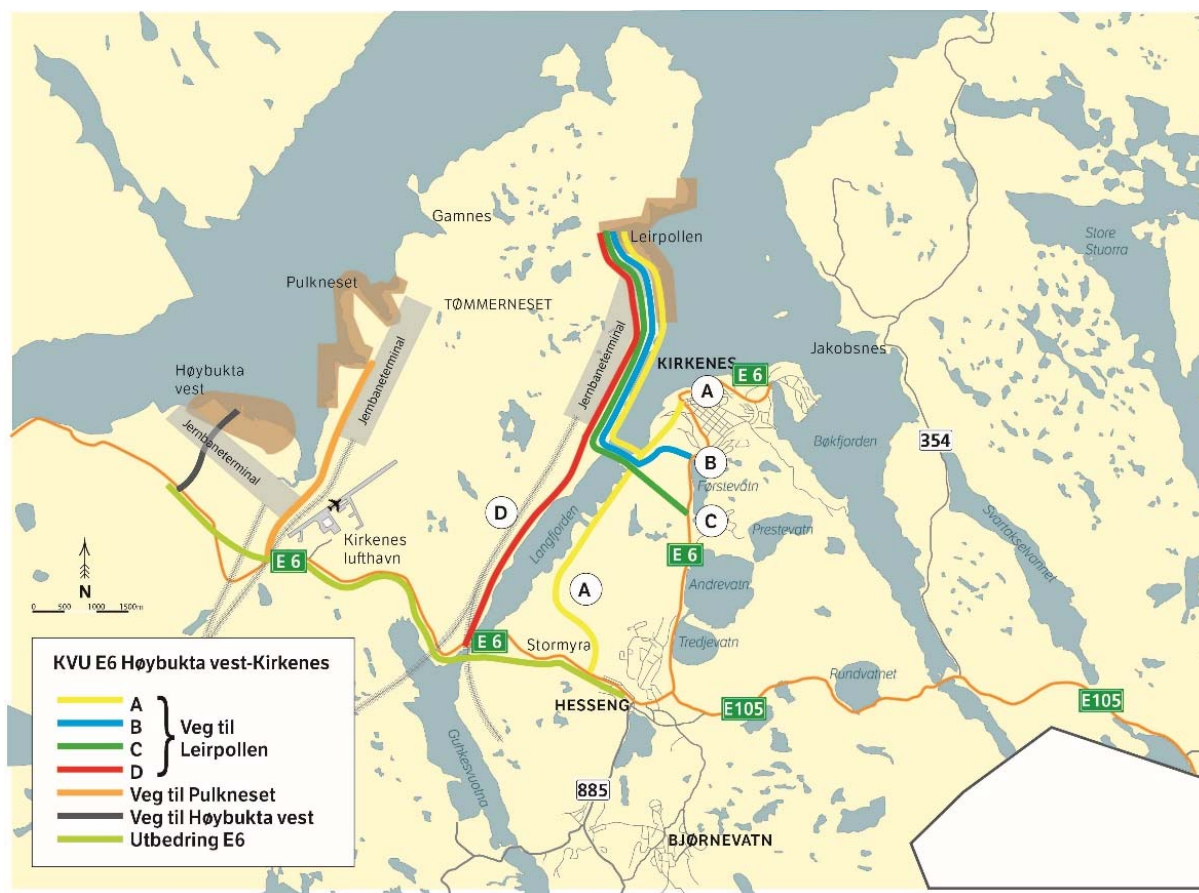 Gamnes
Leirpollen
Store
Stuorra
Pulkneset
TØMMERNESET
Jernbaneterminal
Jernbaneterminal
Jakobsnes
KIRKENES
E 6
A
Høybukta
vest
Jernbaneterminal
Bøkfjorden
354
B
Førstevatn
D
Langfjorden
C
Prestevatn
Svartakselvannet
Kirkenes
lufthavn
E 6
E 6
N
0 500 1000 1500m
A
Andrevatn
E 6
Stormyra
Tredjevatn
Rundvatnet
HESSENG
E105
E105
Guhkesvuotna
885
BJØRNEVATN
KVU E6 Høybukta vest-Kirkenes
A
B
C
D
Veg til
Leirpollen
Veg til Pulkneset
Veg til Høybukta vest
Utbedring E6